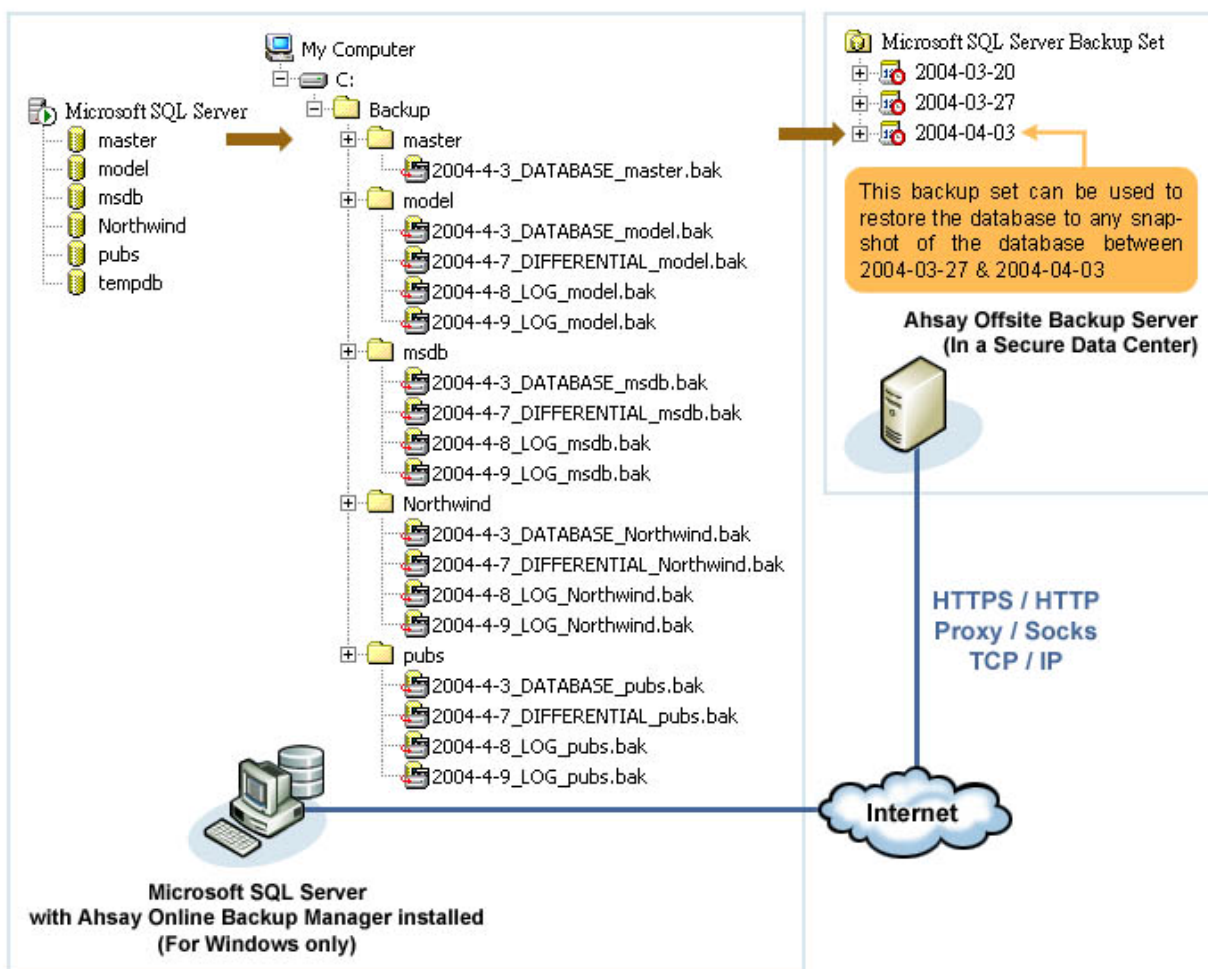 Microsoft SQL Server
master
model
msdb
Northwind
pubs
tempdb
My Computer
C:
Backup
master
2004-4-3_DATABASE_master.bak
model
2004-4-3_DATABASE_model.bak
2004-4-7_DIFFERENTIAL_model.bak
2004-4-8_LOG_model.bak
2004-4-9_LOG_model.bak
msdb
2004-4-3_DATABASE_msdb.bak
2004-4-7_DIFFERENTIAL_msdb.bak
2004-4-8_LOG_msdb.bak
2004-4-9_LOG_msdb.bak
Northwind
2004-4-3_DATABASE_Northwind.bak
2004-4-7_DIFFERENTIAL_Northwind.bak
2004-4-8_LOG_Northwind.bak
2004-4-9_LOG_Northwind.bak
pubs
2004-4-3_DATABASE_pubs.bak
2004-4-7_DIFFERENTIAL_pubs.bak
2004-4-8_LOG_pubs.bak
2004-4-9_LOG_pubs.bak
Microsoft SQL Server
with Ahsay Online Backup Manager installed
(For Windows only)
Microsoft SQL Server Backup Set
2004-03-20
2004-03-27
2004-04-03
This backup set can be used to
restore the database to any snap-
shot of the database between
2004-03-27 & 2004-04-03
Ahsay Offsite Backup Server
(In a Secure Data Center)
HTTPS / HTTP
Proxy / Socks
TCP / IP
Internet